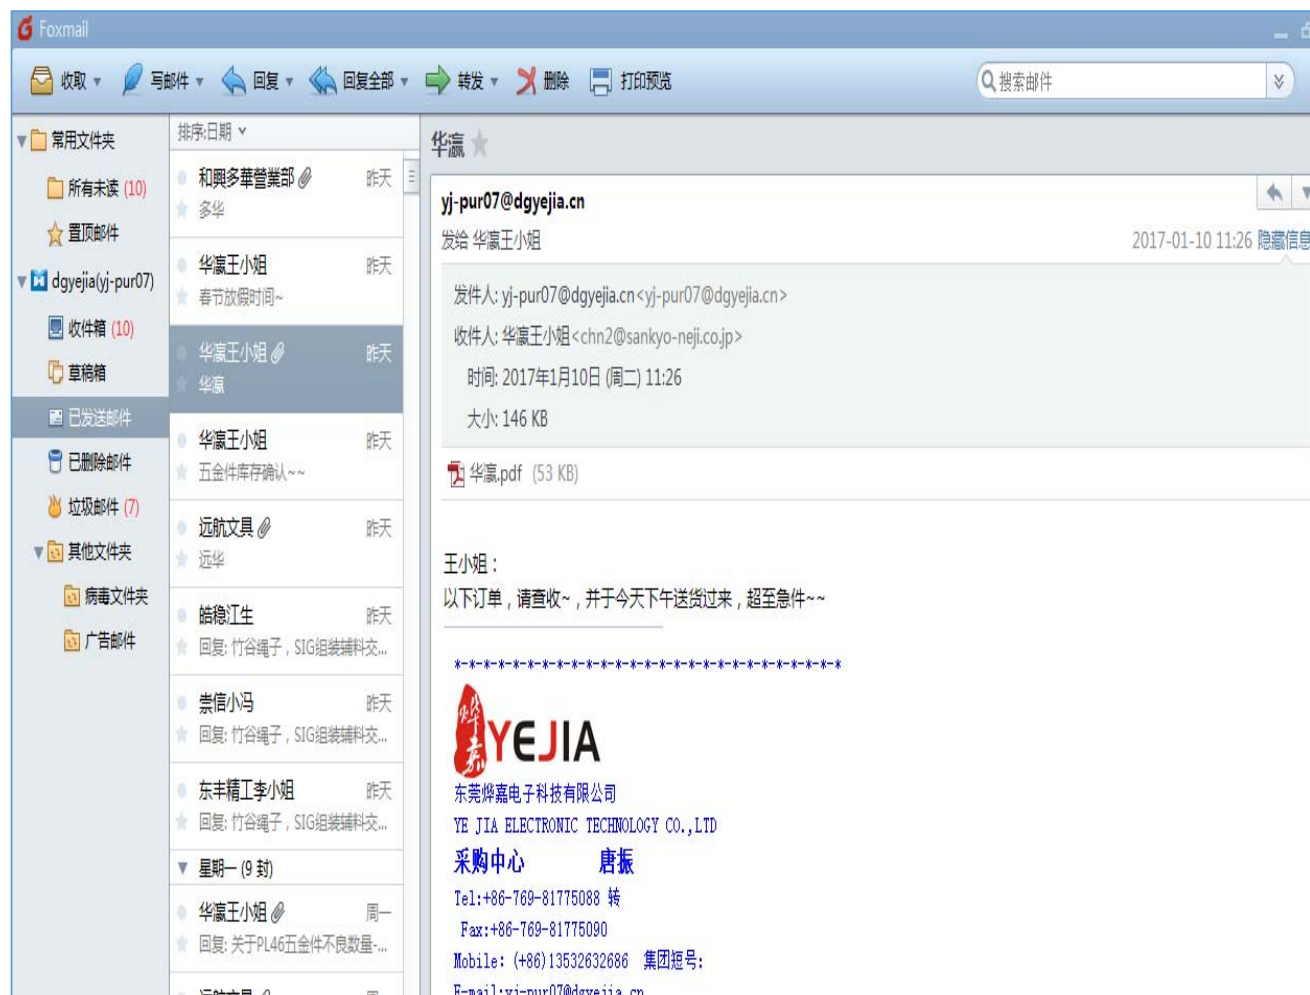 Foxmail
收取 写邮件 回复 回复全部 转发 删除 打印预览 搜索邮件
常用文件夹
所有未读 (10)
置顶邮件
dgyejia(yj-pur07)
收件箱 (10)
草稿箱
已发送邮件
已删除邮件
垃圾邮件 (7)
其他文件夹
病毒文件夹
广告邮件
排序:日期
和興多華營業部 昨天
多华
华瀛王小姐 昨天
春节放假时间~
华瀛王小姐 昨天
华瀛
华瀛王小姐 昨天
五金件库存确认~~
远航文具 昨天
远华
皓稳江生 昨天
回复: 竹谷绳子，SIG组装辅料交...
崇信小冯 昨天
回复: 竹谷绳子，SIG组装辅料交...
东丰精工李小姐 昨天
回复: 竹谷绳子，SIG组装辅料交...
星期一 (9 封)
华瀛王小姐 周一
回复: 关于PL46五金件不良数量-...
华瀛
yj-pur07@dgyejia.cn
发给 华瀛王小姐 2017-01-10 11:26 隐藏信息
发件人: yj-pur07@dgyejia.cn<yj-pur07@dgyejia.cn>
收件人: 华瀛王小姐<chn2@sankyo-neji.co.jp>
时间: 2017年1月10日 (周二) 11:26
大小: 146 KB
华瀛.pdf (53 KB)
王小姐：
以下订单，请查收~，并于今天下午送货过来，超至急件~~
*-*-*-*-*-*-*-*-*-*-*-*-*-*-*-*-*-*-*-*-*-*-*-*-*-*-*
烨嘉 YEJIA
东莞烨嘉电子科技有限公司
YE JIA ELECTRONIC TECHNOLOGY CO.,LTD
采购中心 唐振
Tel:+86-769-81775088 转
Fax:+86-769-81775090
Mobile: (+86)13532632686 集团短号:
E-mail:yj-pur07@dgyejia.cn